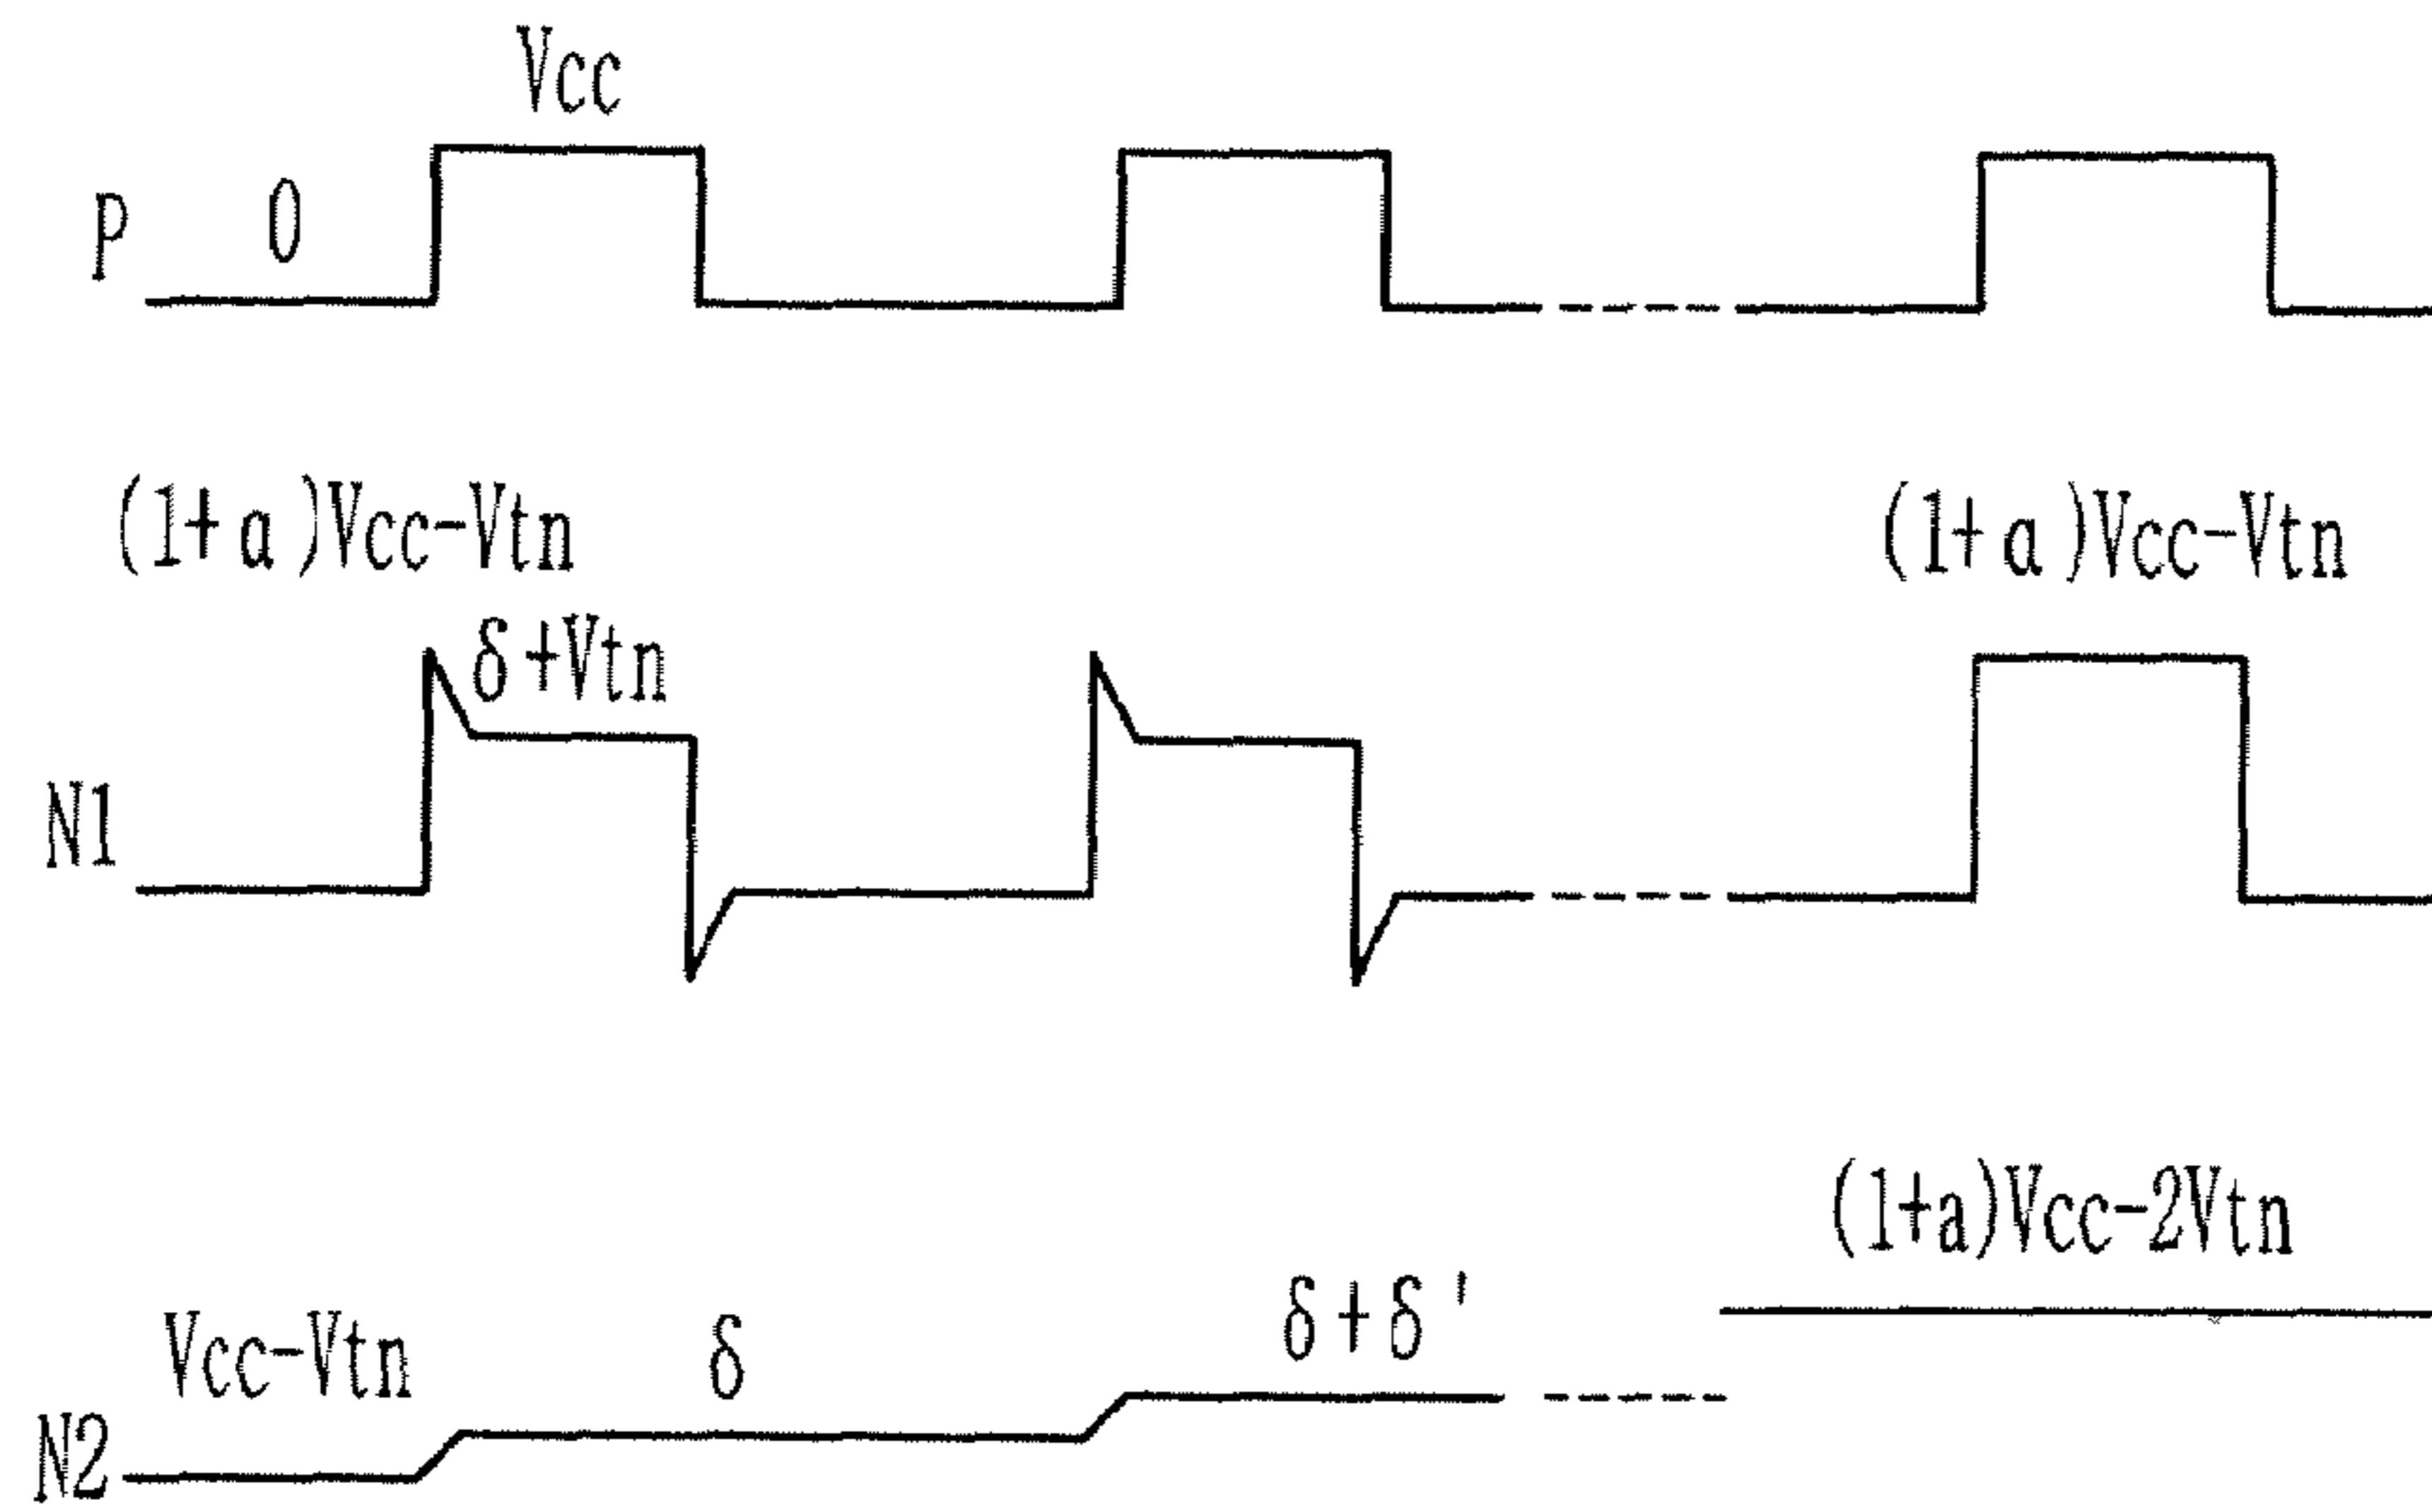 Vcc
P 0
(1+a)Vcc-Vtn
(1+a)Vcc-Vtn
δ+Vtn
N1
(1+a)Vcc-2Vtn
Vcc-Vtn
δ
δ+δ'
N2